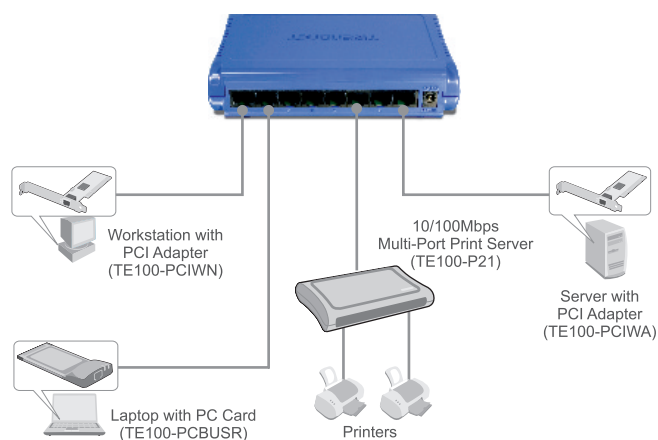 TRENDNET
Workstation with
PCI Adapter
(TE100-PCIWN)
10/100Mbps
Multi-Port Print Server
(TE100-P21)
Server with
PCI Adapter
(TE100-PCIWA)
Laptop with PC Card
(TE100-PCBUSR)
Printers